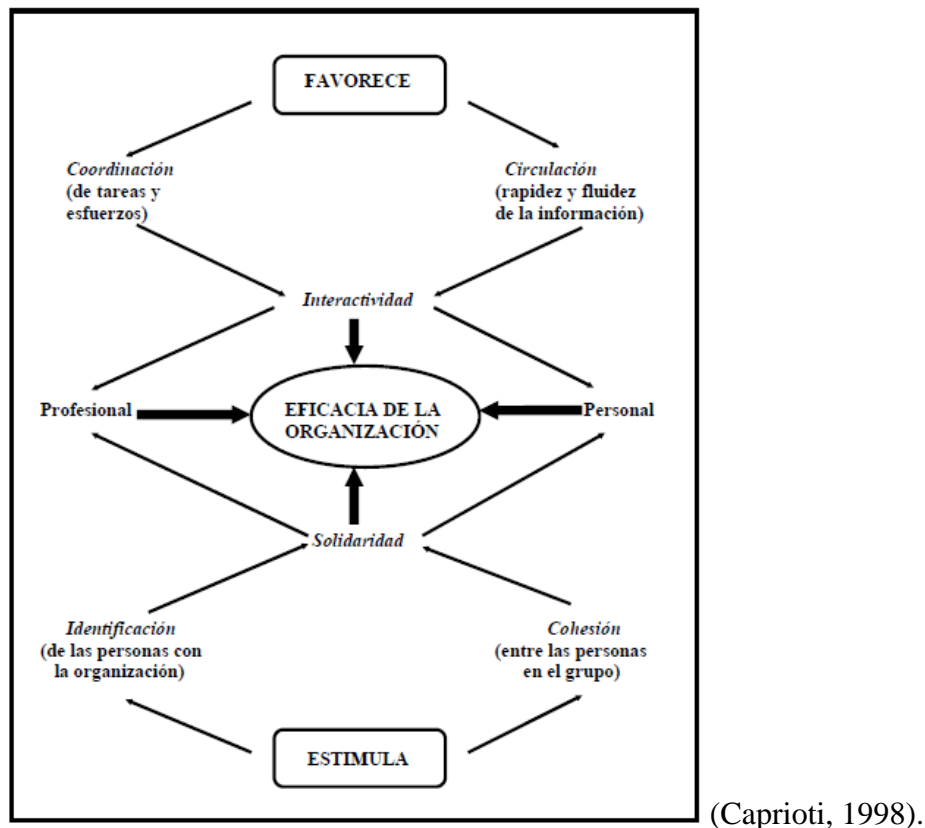 FAVORECE
Coordinación
(de tareas y
esfuerzos)
Circulación
(rapidez y fluidez
de la información)
Interactividad
Profesional
EFICACIA DE LA
ORGANIZACIÓN
Personal
Solidaridad
Identificación
(de las personas con
la organización)
Cohesión
(entre las personas
en el grupo)
ESTIMULA
(Caprioti, 1998).